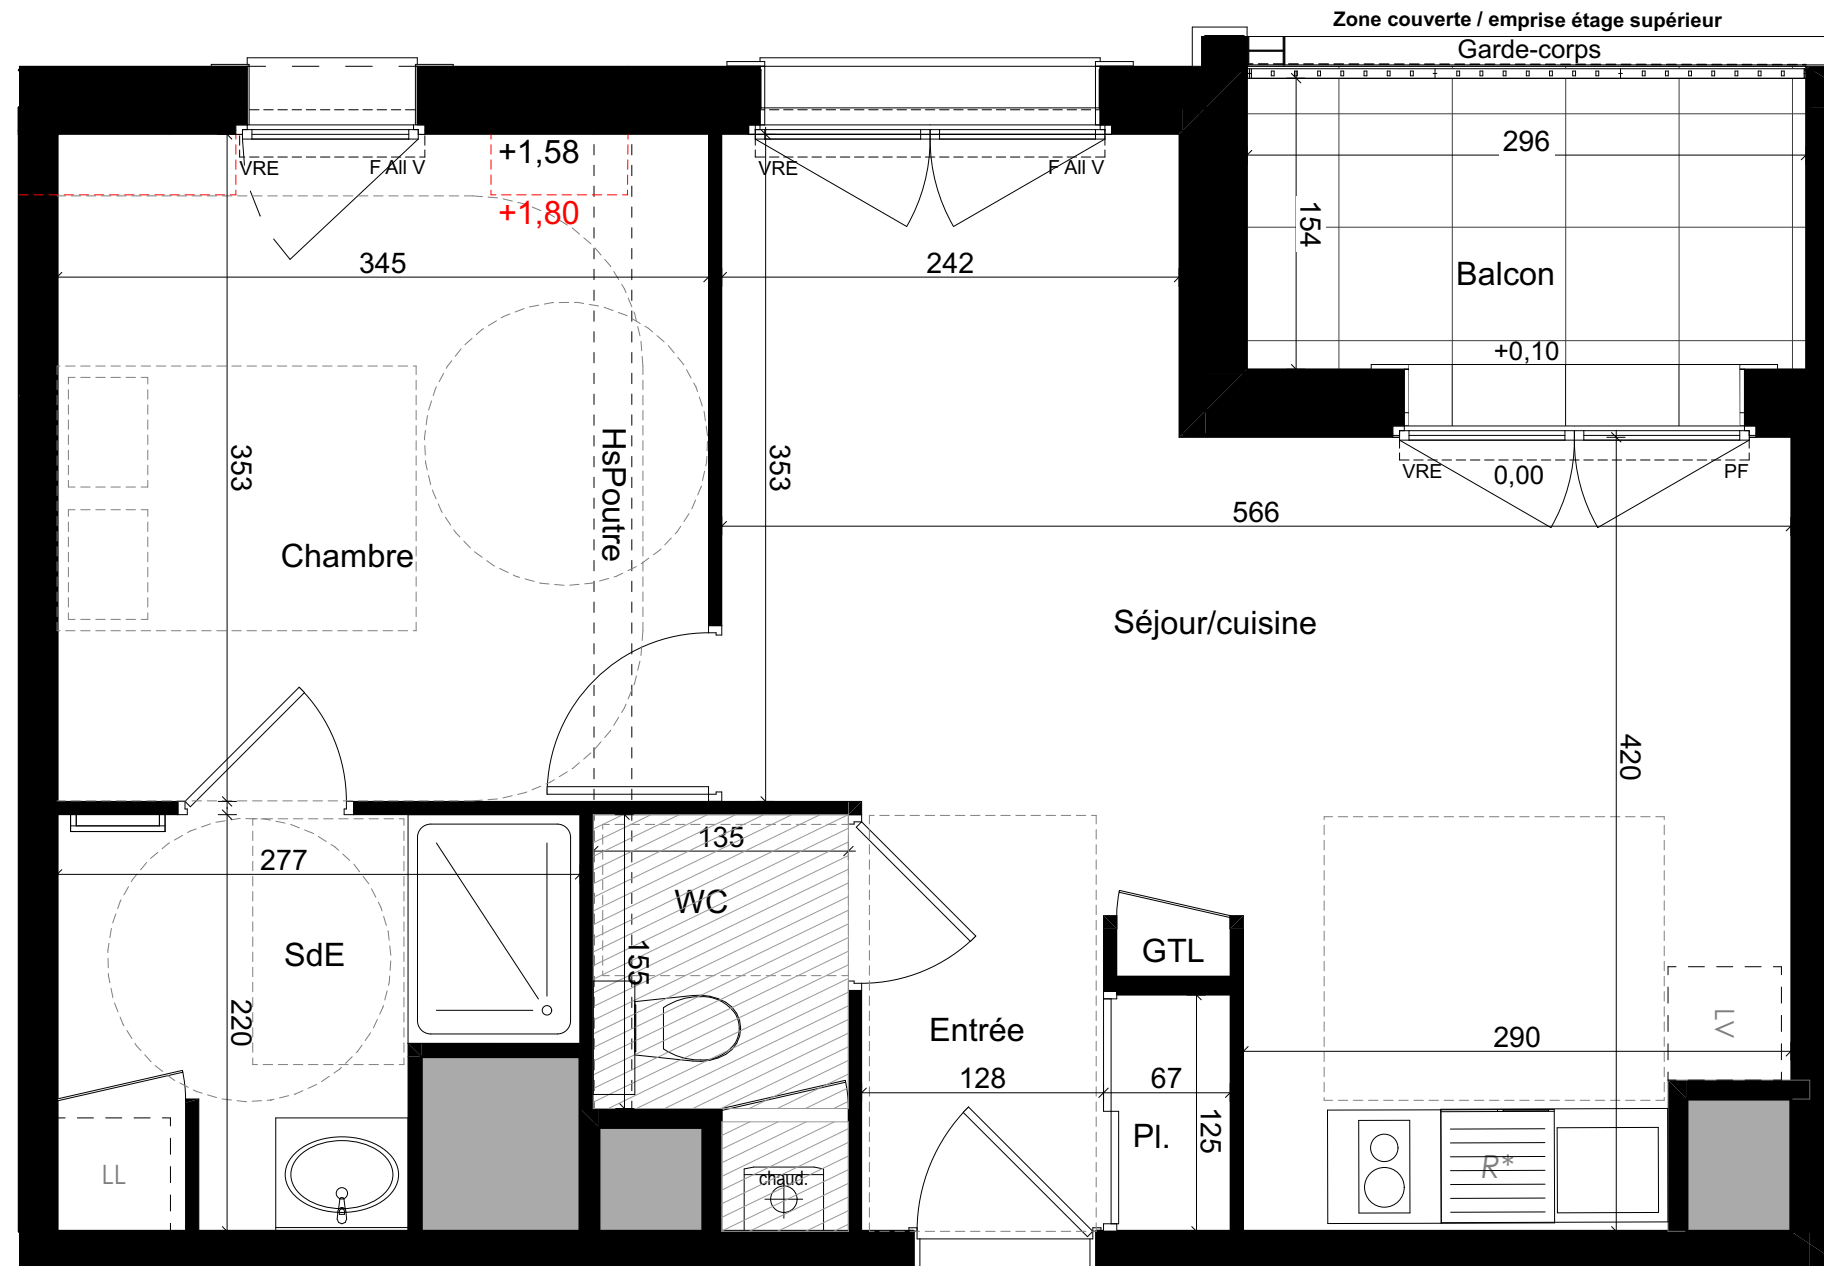 Zone couverte / emprise étage supérieur
Garde-corps
VRE
F All V
+1,58
+1,80
VRE
F All V
296
154
345
242
Balcon
+0,10
353
HsPoutre
353
VRE
0,00
PF
566
Chambre
Séjour/cuisine
420
135
277
WC
155
SdE
GTL
220
Entrée
LV
290
128
67
125
Pl.
LL
chaud.
R*